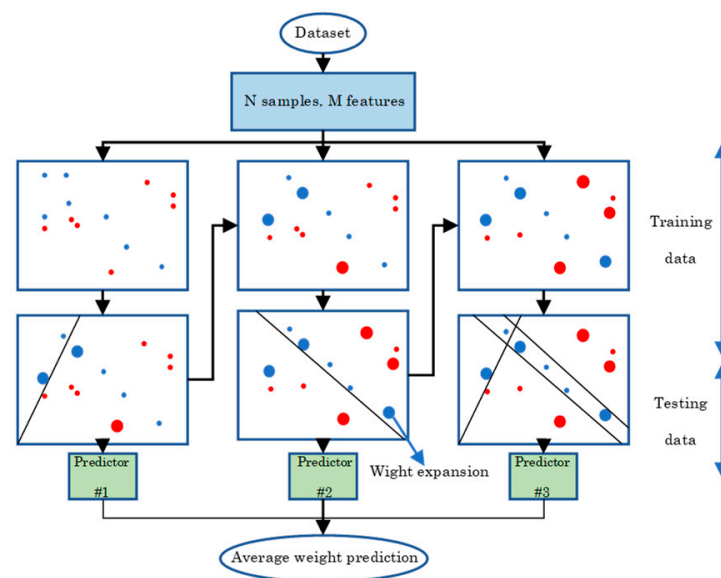 Dataset
N samples, M features
Training
data
Testing
data
Wight expansion
Predictor
#1
Predictor
#2
Predictor
#3
Average weight prediction